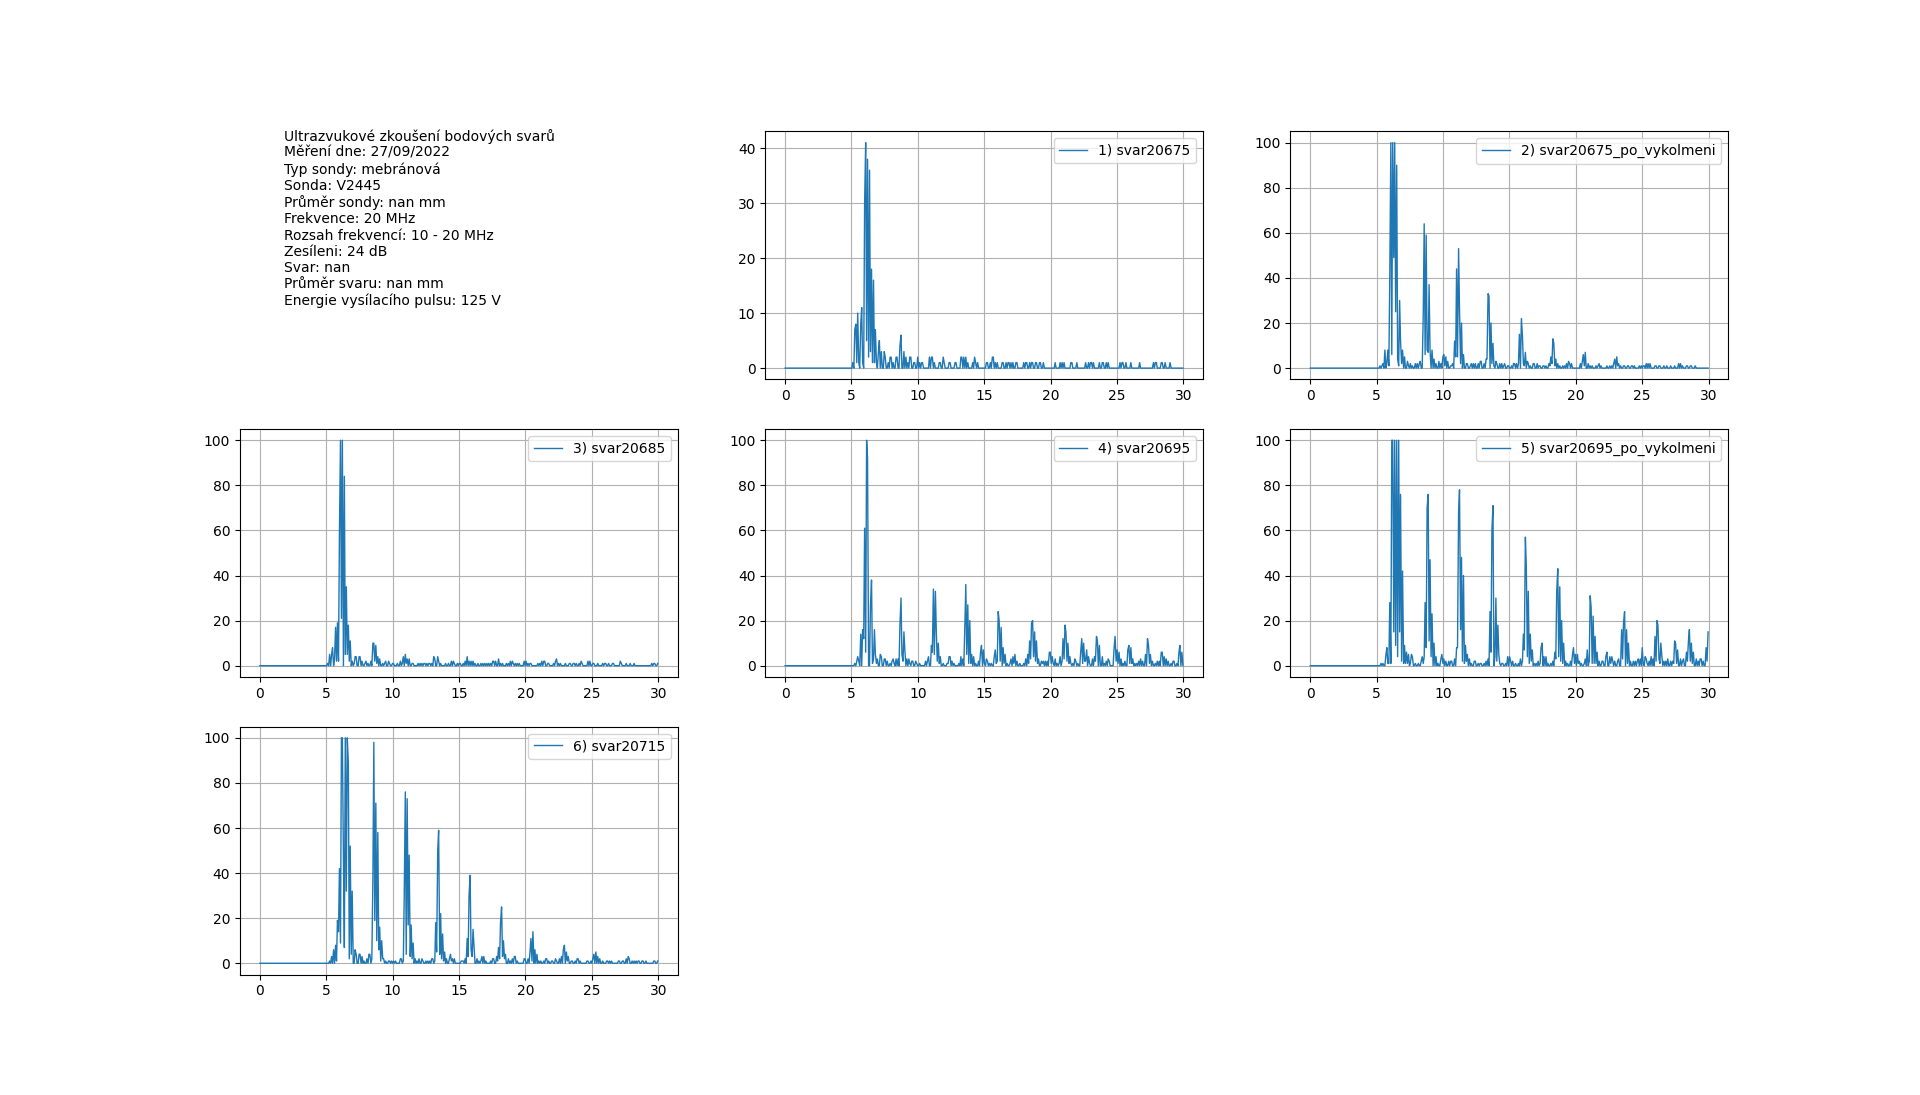 Ultrazvukové zkoušení bodových svarů
Měření dne: 27/09/2022
Typ sondy: mebránová
Sonda: V2445
Průměr sondy: nan mm
Frekvence: 20 MHz
Rozsah frekvencí: 10 - 20 MHz
Zesíleni: 24 dB
Svar: nan
Průměr svaru: nan mm
Energie vysílacího pulsu: 125 V
1) svar20675
40
30
20
10
0
0 5 10 15 20 25 30
2) svar20675_po_vykolmeni
100
80
60
40
20
0
0 5 10 15 20 25 30
3) svar20685
100
80
60
40
20
0
0 5 10 15 20 25 30
4) svar20695
100
80
60
40
20
0
0 5 10 15 20 25 30
5) svar20695_po_vykolmeni
100
80
60
40
20
0
0 5 10 15 20 25 30
6) svar20715
100
80
60
40
20
0
0 5 10 15 20 25 30